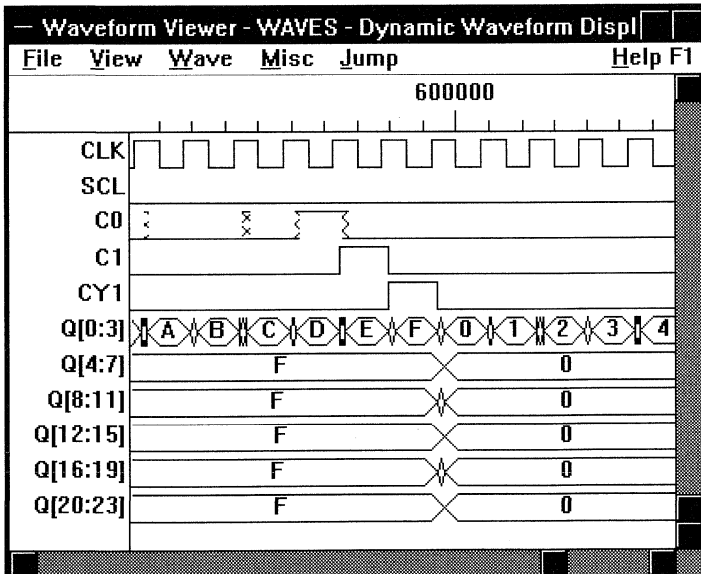 Waveform Viewer - WAVES - Dynamic Waveform Displ
File View Wave Misc Jump Help F1
600000
CLK
SCL
C0
C1
CY1
Q[0:3] A B C D E F 0 1 2 3 4
Q[4:7] F 0
Q[8:11] F 0
Q[12:15] F 0
Q[16:19] F 0
Q[20:23] F 0